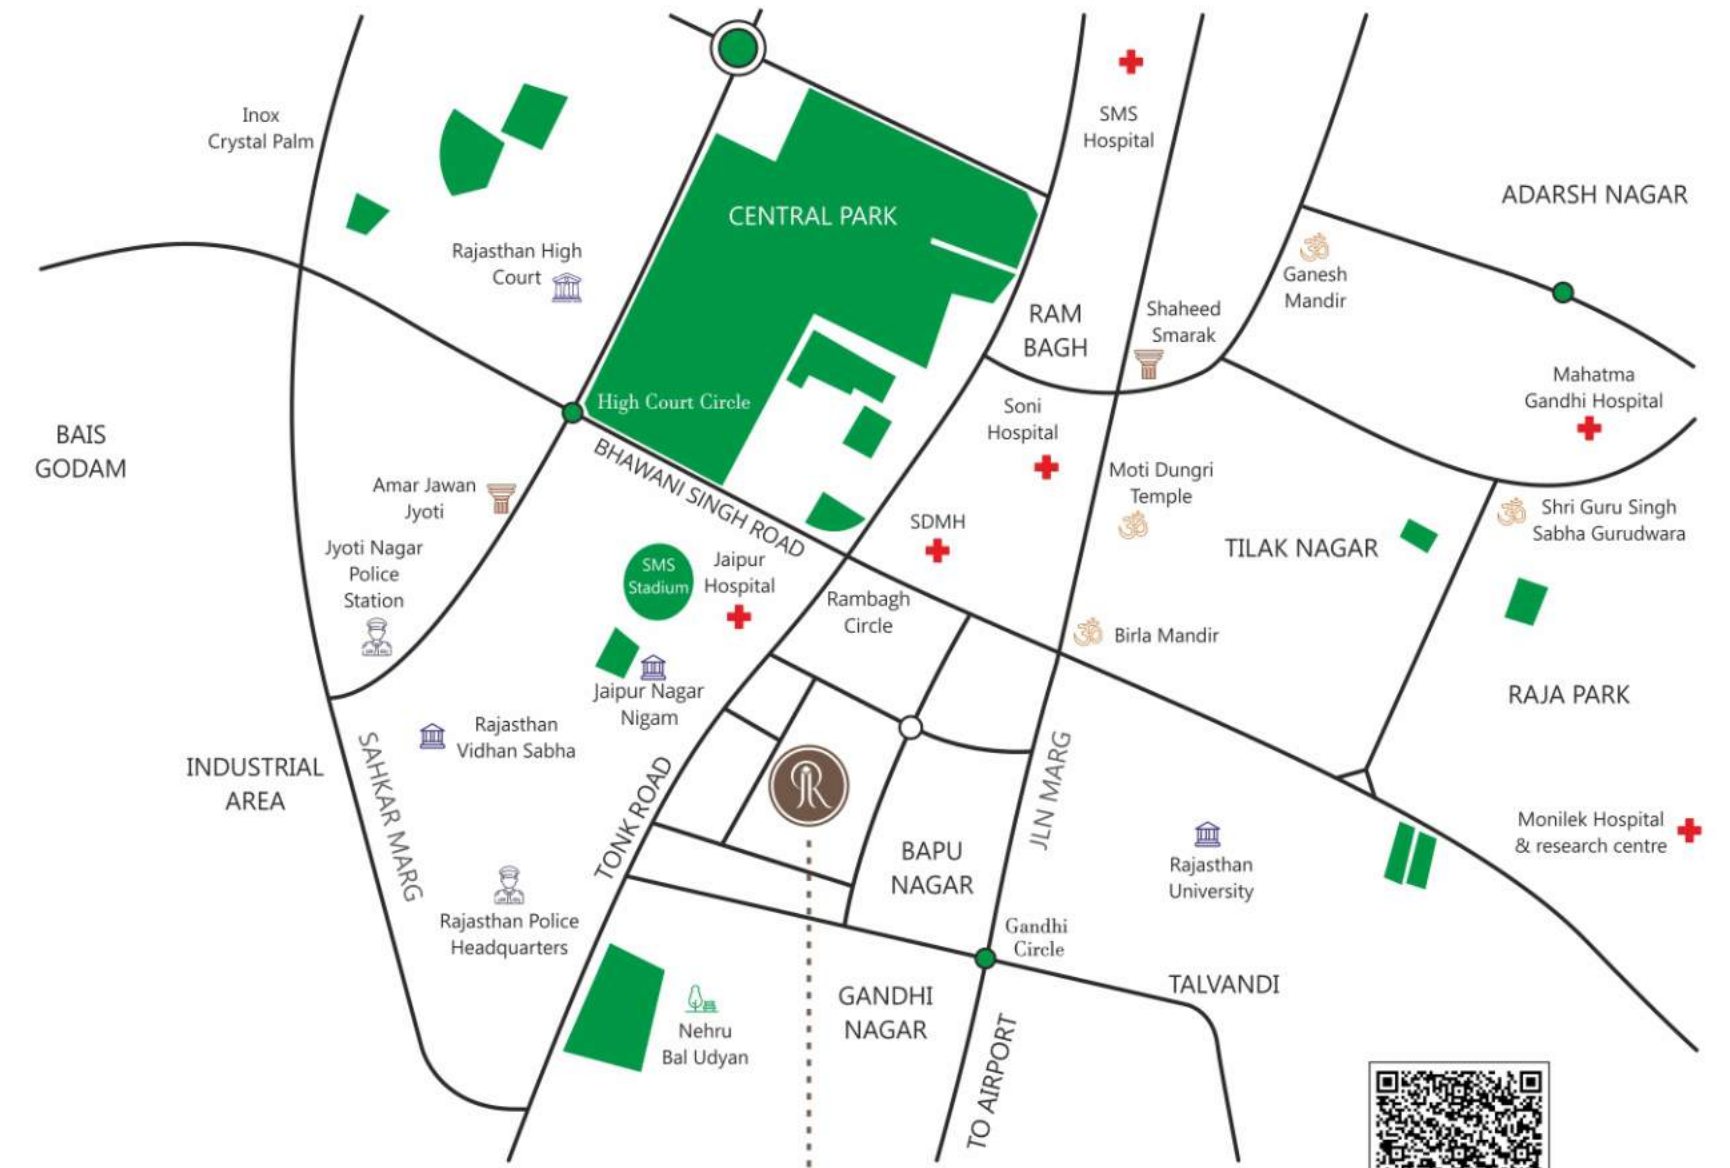 Inox
Crystal Palm
SMS
Hospital
ADARSH NAGAR
CENTRAL PARK
Rajasthan High
Court
Ganesh
Mandir
RAM
BAGH
Shaheed
Smarak
Mahatma
Gandhi Hospital
High Court Circle
Soni
Hospital
BAIS
GODAM
BHAWANI SINGH ROAD
Moti Dungri
Temple
Amar Jawan
Jyoti
Shri Guru Singh
Sabha Gurudwara
SDMH
TILAK NAGAR
Jyoti Nagar
Police
Station
SMS
Stadium
Jaipur
Hospital
Rambagh
Circle
Birla Mandir
Jaipur Nagar
Nigam
RAJA PARK
Rajasthan
Vidhan Sabha
INDUSTRIAL
AREA
SAHKAR MARG
TONK ROAD
JLN MARG
Monilek Hospital
& research centre
BAPU
NAGAR
Rajasthan
University
Rajasthan Police
Headquarters
Gandhi
Circle
TALVANDI
GANDHI
NAGAR
Nehru
Bal Udyan
TO AIRPORT